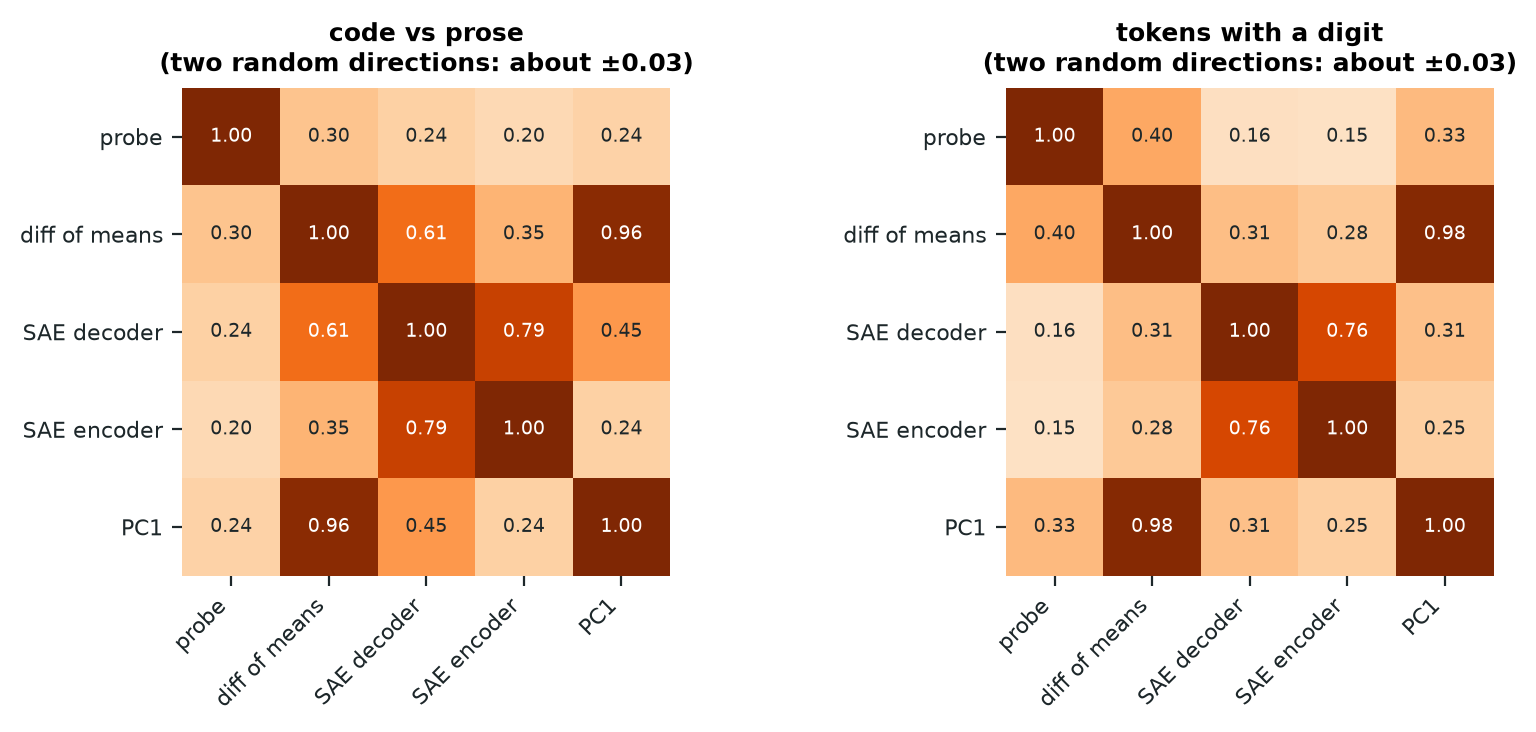 code vs prose
(two random directions: about ±0.03)
probe 1.00 0.30 0.24 0.20 0.24
diff of means 0.30 1.00 0.61 0.35 0.96
SAE decoder 0.24 0.61 1.00 0.79 0.45
SAE encoder 0.20 0.35 0.79 1.00 0.24
PC1 0.24 0.96 0.45 0.24 1.00
probe diff of means SAE decoder SAE encoder PC1
tokens with a digit
(two random directions: about ±0.03)
probe 1.00 0.40 0.16 0.15 0.33
diff of means 0.40 1.00 0.31 0.28 0.98
SAE decoder 0.16 0.31 1.00 0.76 0.31
SAE encoder 0.15 0.28 0.76 1.00 0.25
PC1 0.33 0.98 0.31 0.25 1.00
probe diff of means SAE decoder SAE encoder PC1